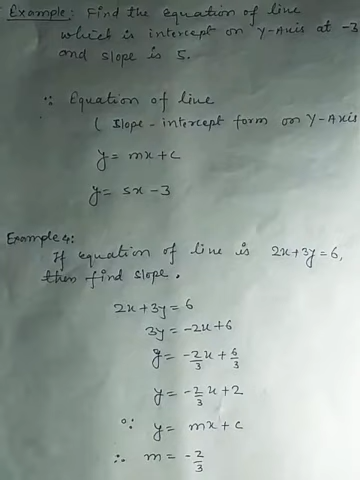 Example: Find the equation of line
which is intercept on Y-Axis at -3
and slope is 5.
∵ Equation of line
( Slope-intercept form on Y-Axis
y = mx + c
y = 5x - 3
Example 4:
If equation of line is 2x+3y=6,
then find slope.
2x + 3y = 6
3y = -2x + 6
y = -2/3 x + 6/3
y = -2/3 x + 2
∵ y = mx + c
∴ m = -2/3